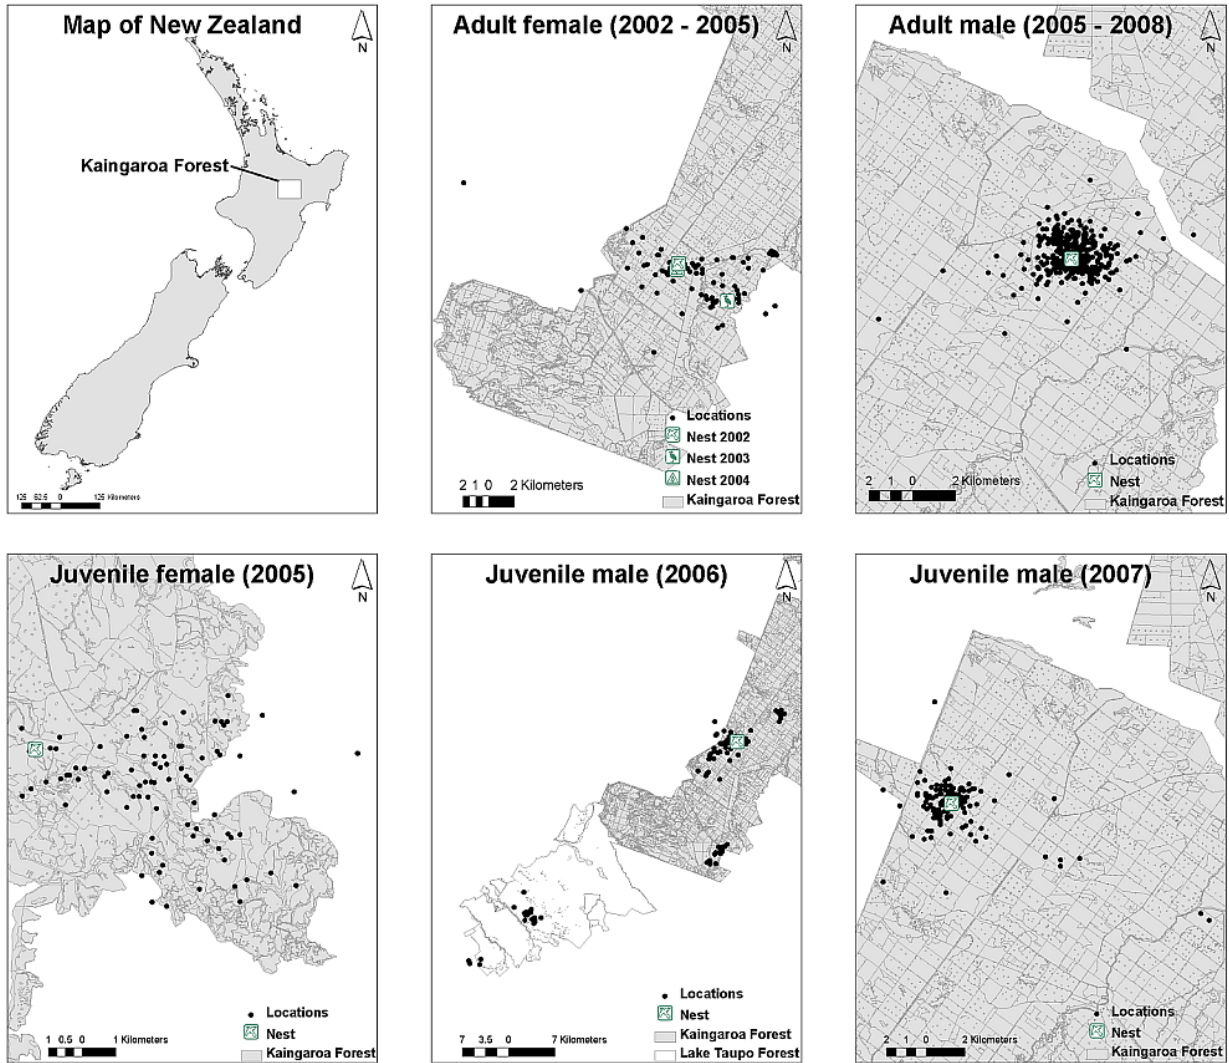 Map of New Zealand
N
Kaingaroa Forest
125 62.5 0 125 Kilometers
Adult female (2002 - 2005)
N
Locations
Nest 2002
Nest 2003
Nest 2004
2 1 0 2 Kilometers
Kaingaroa Forest
Adult male (2005 - 2008)
N
Locations
2 1 0 2 Kilometers
Nest
Kaingaroa Forest
Juvenile female (2005)
N
Locations
Nest
1 0.5 0 1 Kilometers
Kaingaroa Forest
Juvenile male (2006)
N
Locations
Nest
Kaingaroa Forest
7 3.5 0 7 Kilometers
Lake Taupo Forest
Juvenile male (2007)
N
Locations
Nest
2 1 0 2 Kilometers
Kaingaroa Forest